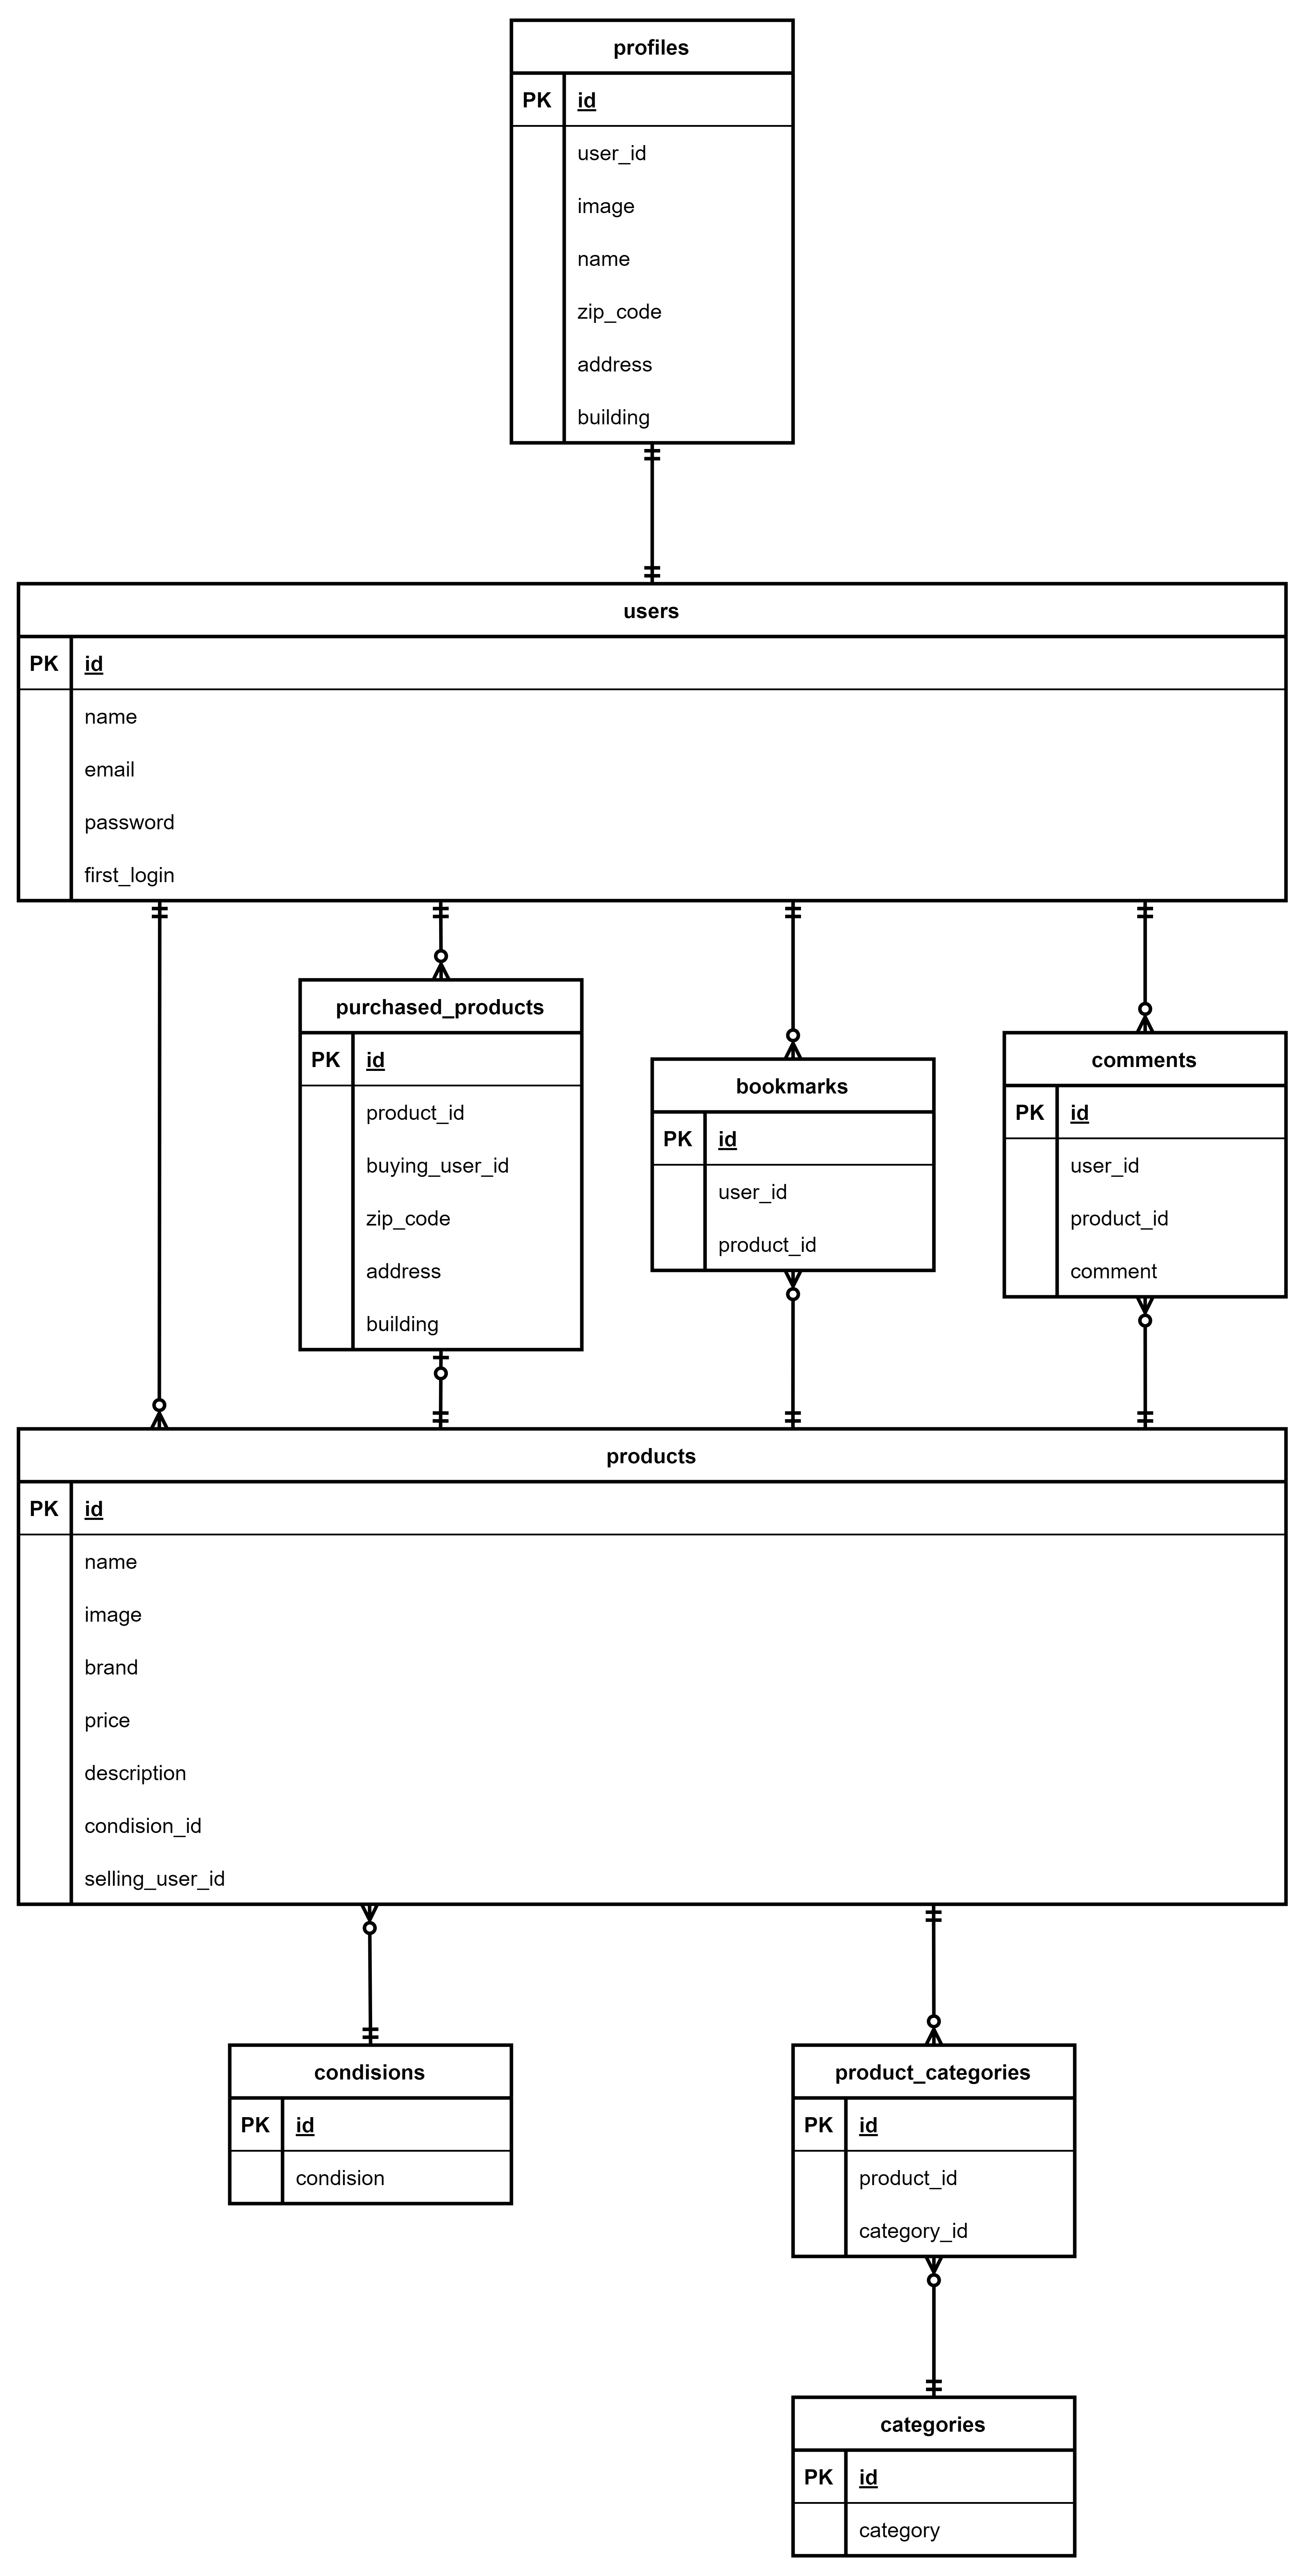 profiles
PK id
user_id
image
name
zip_code
address
building
users
PK id
name
email
password
first_login
purchased_products
PK id
product_id
buying_user_id
zip_code
address
building
bookmarks
PK id
user_id
product_id
comments
PK id
user_id
product_id
comment
products
PK id
name
image
brand
price
description
condision_id
selling_user_id
condisions
PK id
condision
product_categories
PK id
product_id
category_id
categories
PK id
category